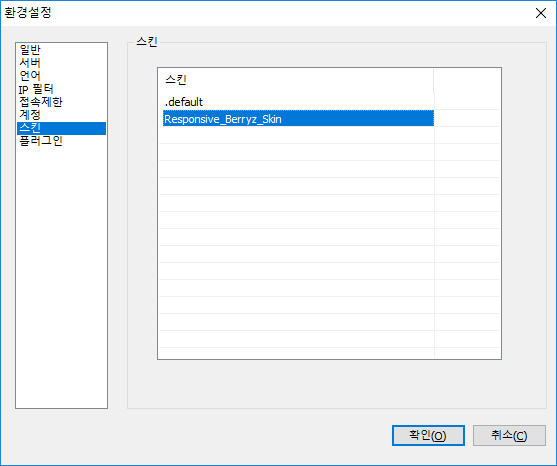 환경설정
일반
서버
언어
IP 필터
접속제한
계정
스킨
플러그인
스킨
스킨
.default
Responsive_Berryz_Skin
확인(O)
취소(C)